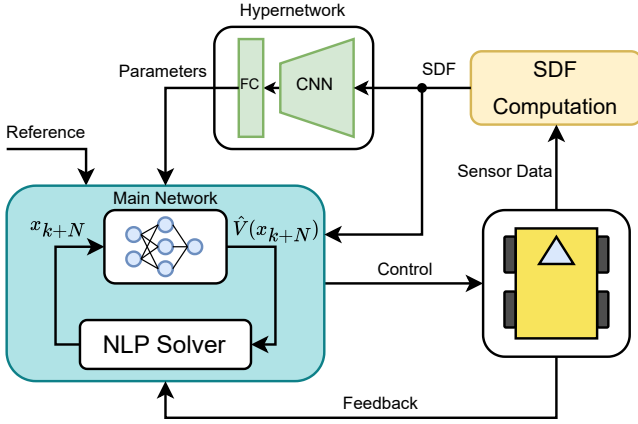 Hypernetwork
Parameters
FC
CNN
SDF
SDF
Computation
Reference
Sensor Data
Main Network
x_{k+N}
V̂(x_{k+N})
Control
NLP Solver
Feedback